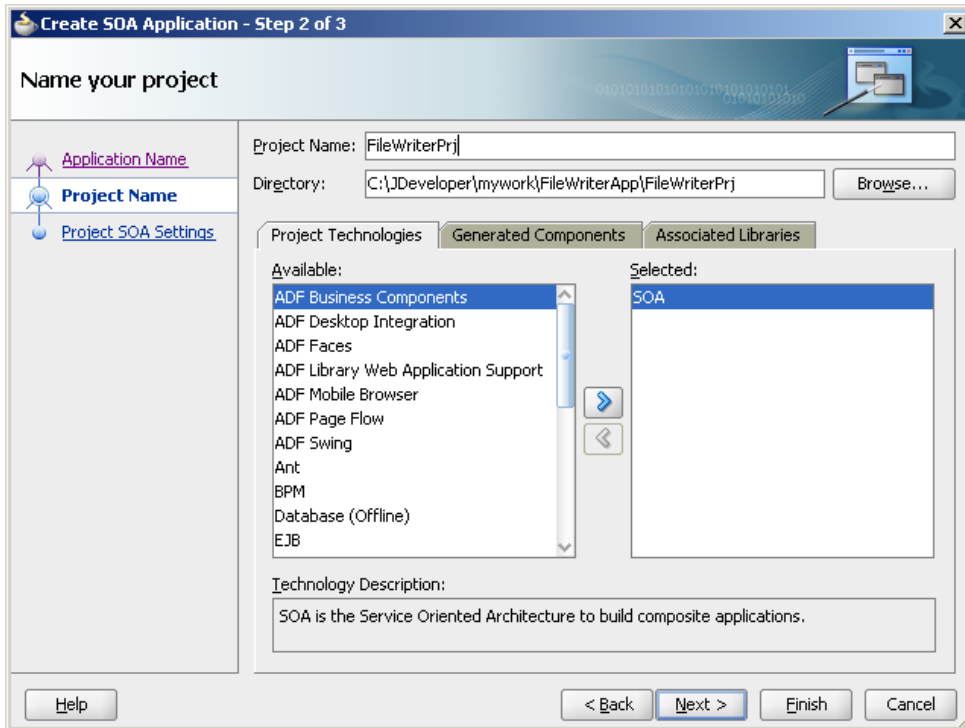 Create SOA Application - Step 2 of 3
Name your project
0101010101010101010101010101
01010101010
Application Name
Project Name
Project SOA Settings
Project Name: FileWriterPrj
Directory: C:\JDeveloper\mywork\FileWriterApp\FileWriterPrj Browse...
Project Technologies Generated Components Associated Libraries
Available: Selected:
ADF Business Components SOA
ADF Desktop Integration
ADF Faces
ADF Library Web Application Support
ADF Mobile Browser
ADF Page Flow
ADF Swing
Ant
BPM
Database (Offline)
EJB
Technology Description:
SOA is the Service Oriented Architecture to build composite applications.
Help < Back Next > Finish Cancel